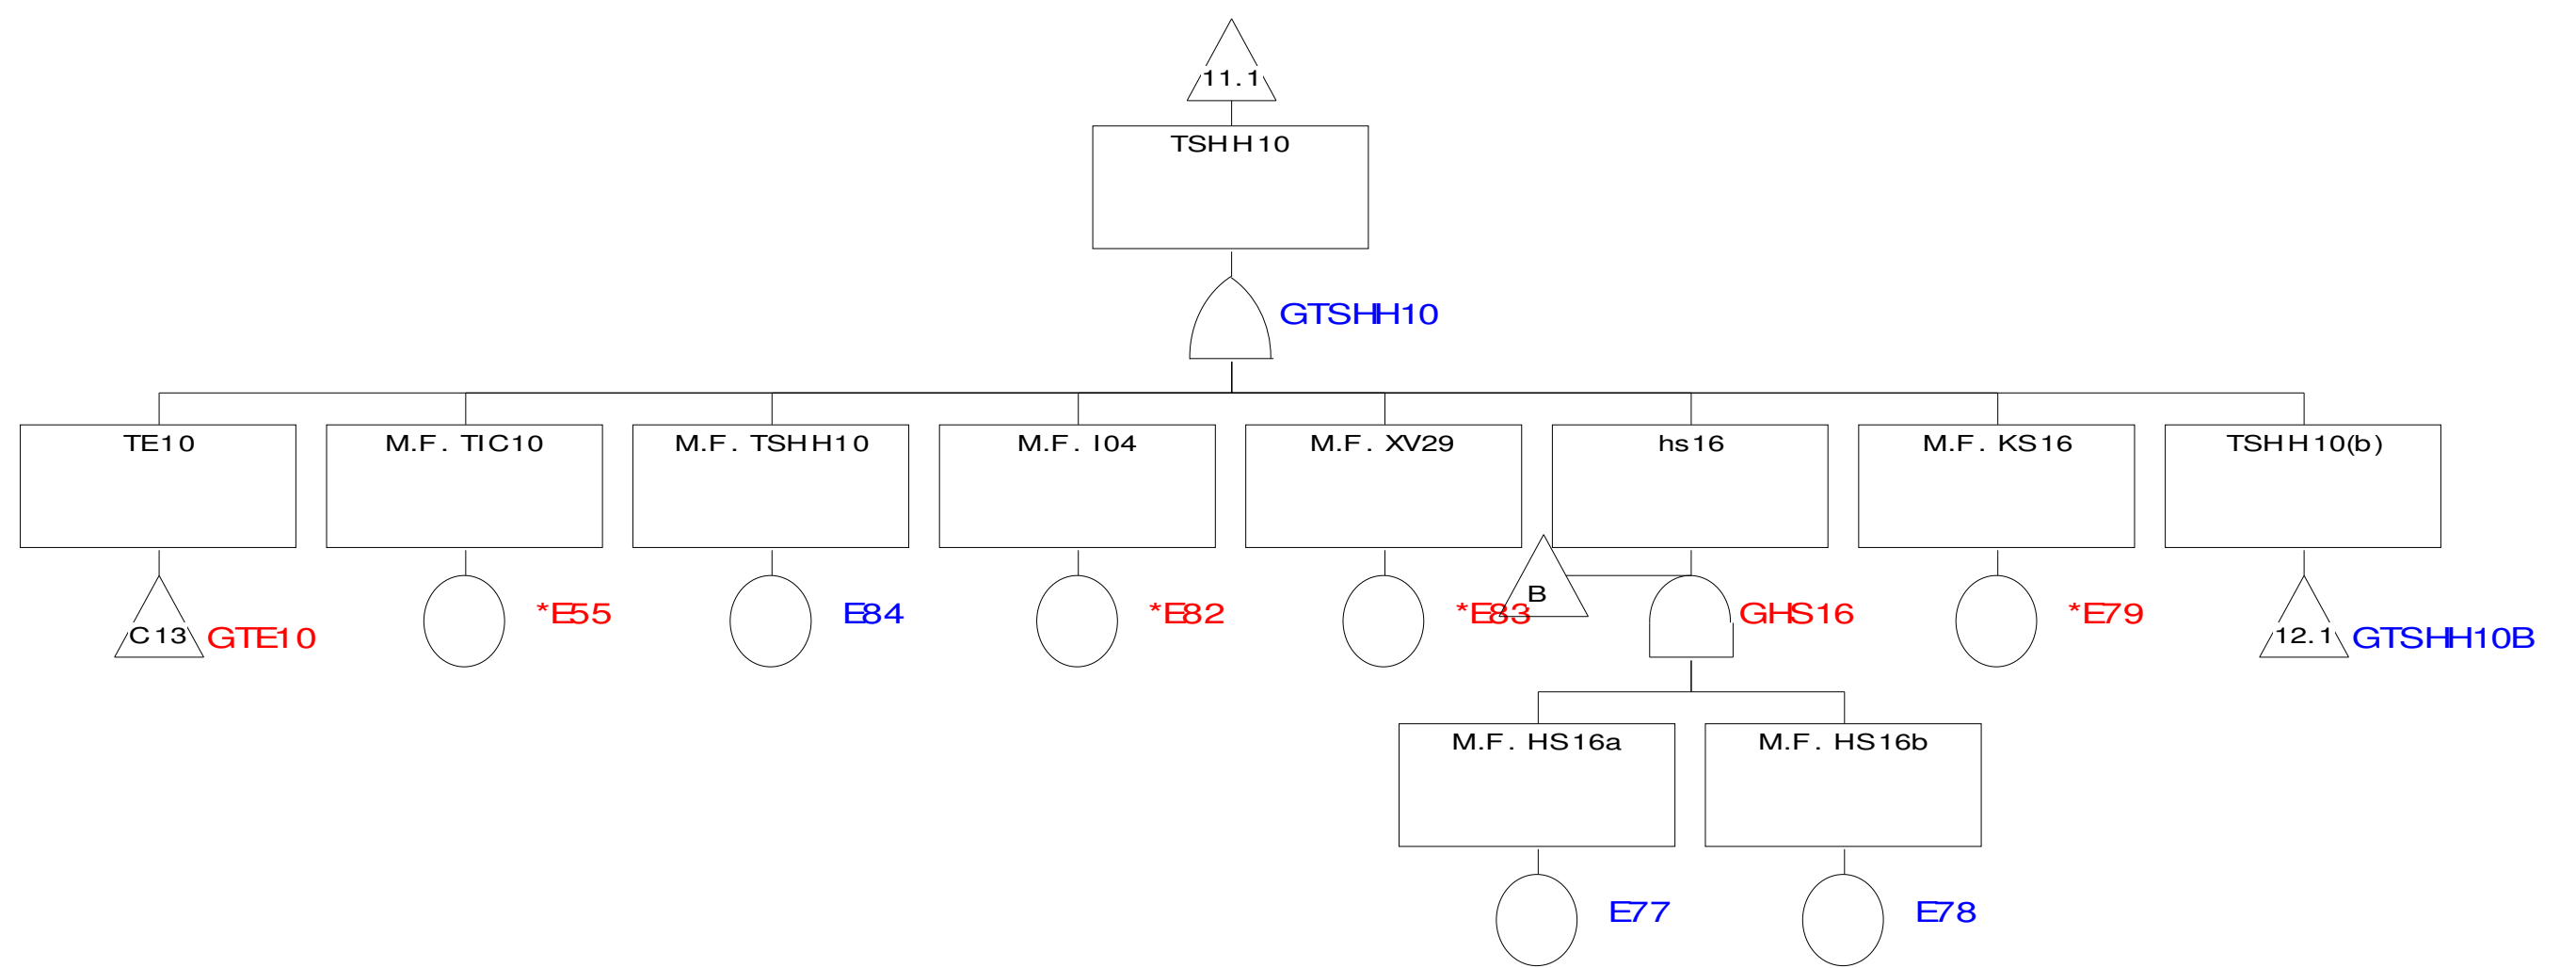 11.1
TSHH10
GTSHH10
TE10
M.F. TIC10
M.F. TSHH10
M.F. I04
M.F. XV29
hs16
M.F. KS16
TSHH10(b)
C13
GTE10
*E55
E84
*E82
*E83
B
GHS16
*E79
12.1
GTSHH10B
M.F. HS16a
M.F. HS16b
E77
E78